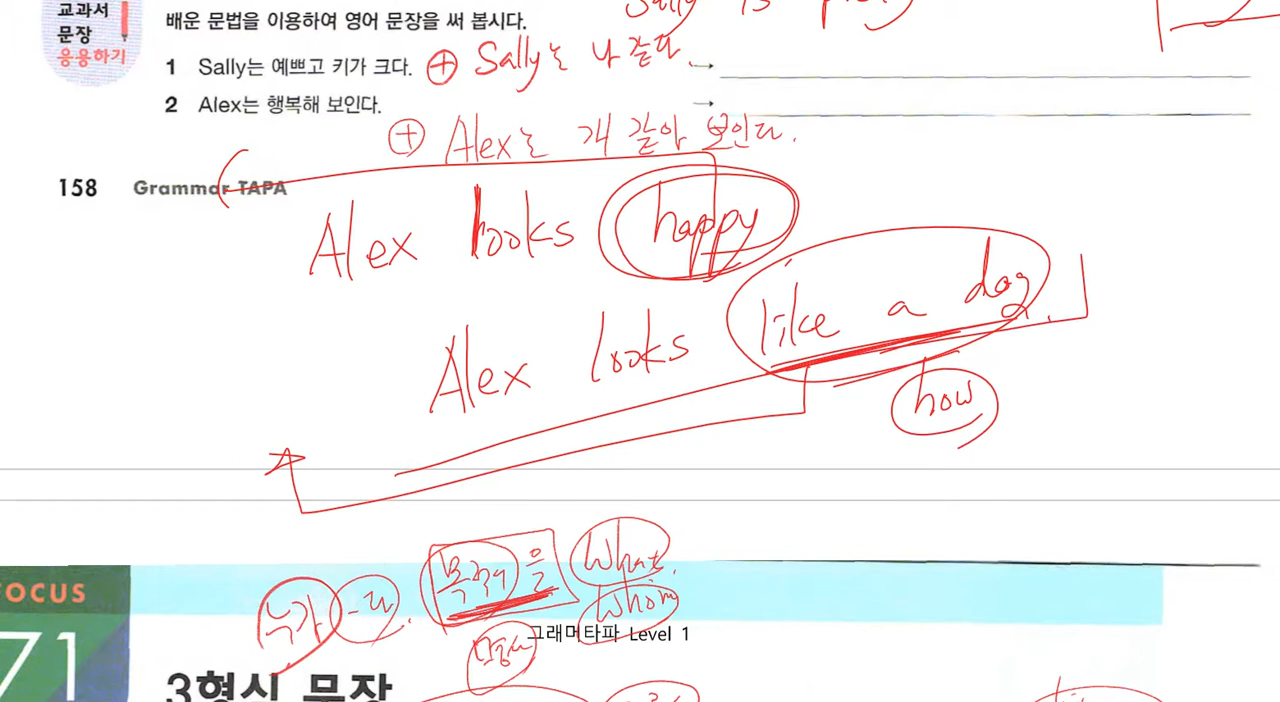 교과서
문장
응용하기
배운 문법을 이용하여 영어 문장을 써 봅시다.
Sally is pretty
1 Sally는 예쁘고 키가 크다. ⊕ Sally는 나 같다 →
2 Alex는 행복해 보인다. →
⊕ Alex는 개 같아 보인다.
158 Grammar TAPA
Alex looks happy
Alex looks like a dog.
how
FOCUS
71
누가 -다. 목적어 을 what.
whom
명사
그래머타파 Level 1
3형식 문장